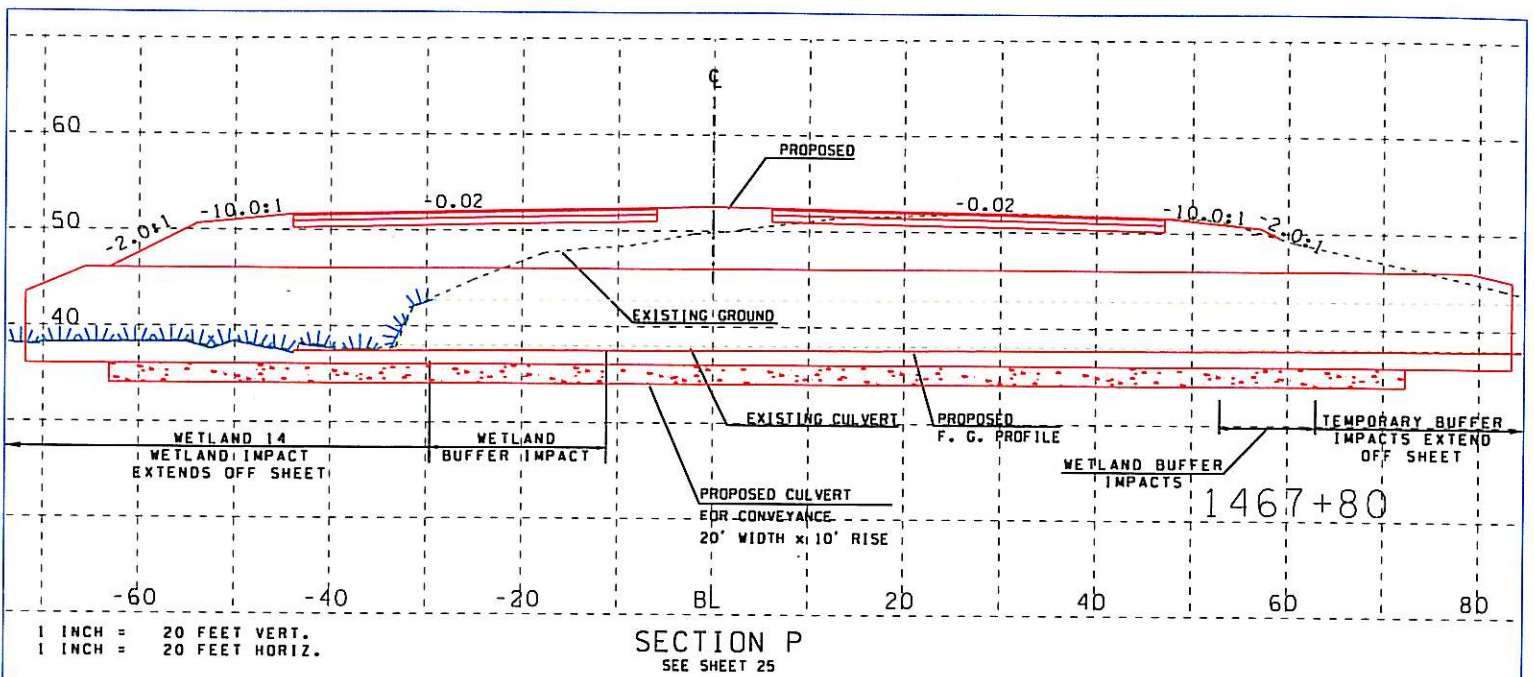 ℄
60
PROPOSED
-2.0:1
-10.0:1
-0.02
-0.02
-10.0:1
-2.0:1
50
40
EXISTING GROUND
WETLAND 14
WETLAND IMPACT
EXTENDS OFF SHEET
WETLAND
BUFFER IMPACT
EXISTING CULVERT
PROPOSED
F. G. PROFILE
WETLAND BUFFER
IMPACTS
TEMPORARY BUFFER
IMPACTS EXTEND
OFF SHEET
PROPOSED CULVERT
FOR CONVEYANCE
20' WIDTH x 10' RISE
1467+80
-60 -40 -20 BL 20 40 60 80
1 INCH = 20 FEET VERT.
1 INCH = 20 FEET HORIZ.
SECTION P
SEE SHEET 25